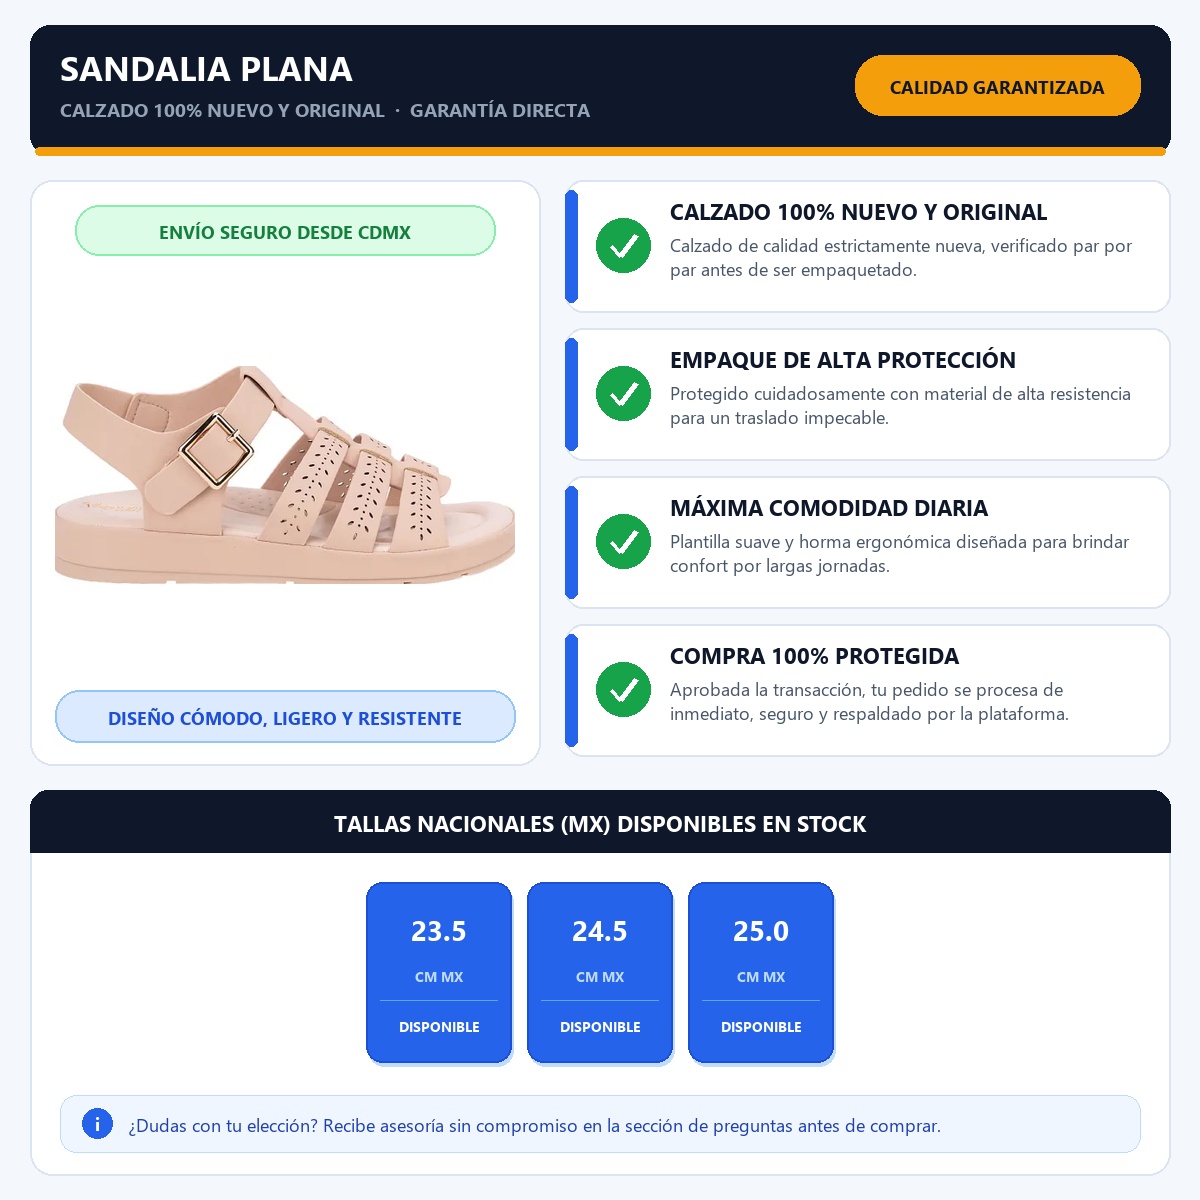 SANDALIA PLANA
CALZADO 100% NUEVO Y ORIGINAL · GARANTÍA DIRECTA
CALIDAD GARANTIZADA
ENVÍO SEGURO DESDE CDMX
DISEÑO CÓMODO, LIGERO Y RESISTENTE
CALZADO 100% NUEVO Y ORIGINAL
Calzado de calidad estrictamente nueva, verificado par por
par antes de ser empaquetado.
EMPAQUE DE ALTA PROTECCIÓN
Protegido cuidadosamente con material de alta resistencia
para un traslado impecable.
MÁXIMA COMODIDAD DIARIA
Plantilla suave y horma ergonómica diseñada para brindar
confort por largas jornadas.
COMPRA 100% PROTEGIDA
Aprobada la transacción, tu pedido se procesa de
inmediato, seguro y respaldado por la plataforma.
TALLAS NACIONALES (MX) DISPONIBLES EN STOCK
23.5
CM MX
DISPONIBLE
24.5
CM MX
DISPONIBLE
25.0
CM MX
DISPONIBLE
¿Dudas con tu elección? Recibe asesoría sin compromiso en la sección de preguntas antes de comprar.